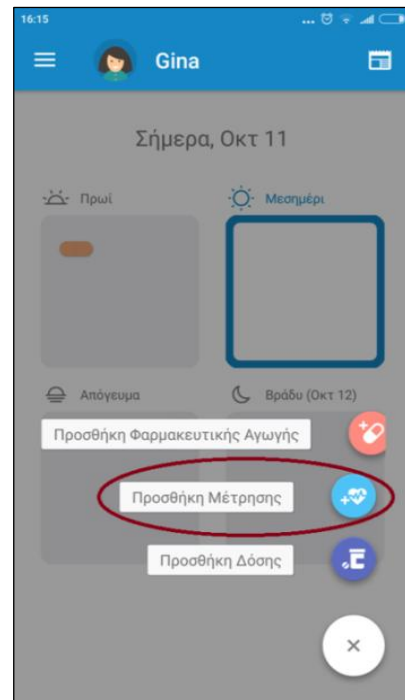 16:15
Gina
Σήμερα, Οκτ 11
Πρωί
Μεσημέρι
Απόγευμα
Βράδυ (Οκτ 12)
Προσθήκη Φαρμακευτικής Αγωγής
Προσθήκη Μέτρησης
Προσθήκη Δόσης